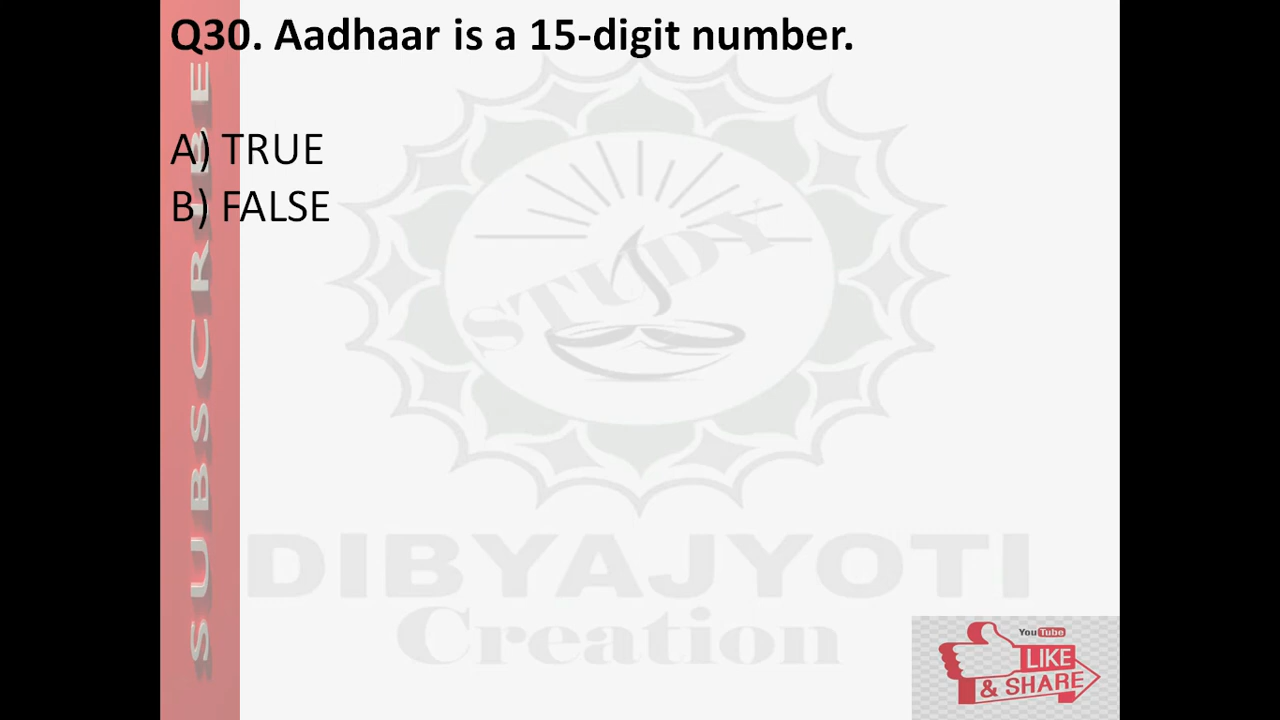 Q30. Aadhaar is a 15-digit number.
A) TRUE
B) FALSE
SUBSCRIBE
STUDY
DIBYAJYOTI
Creation
YouTube
LIKE
& SHARE